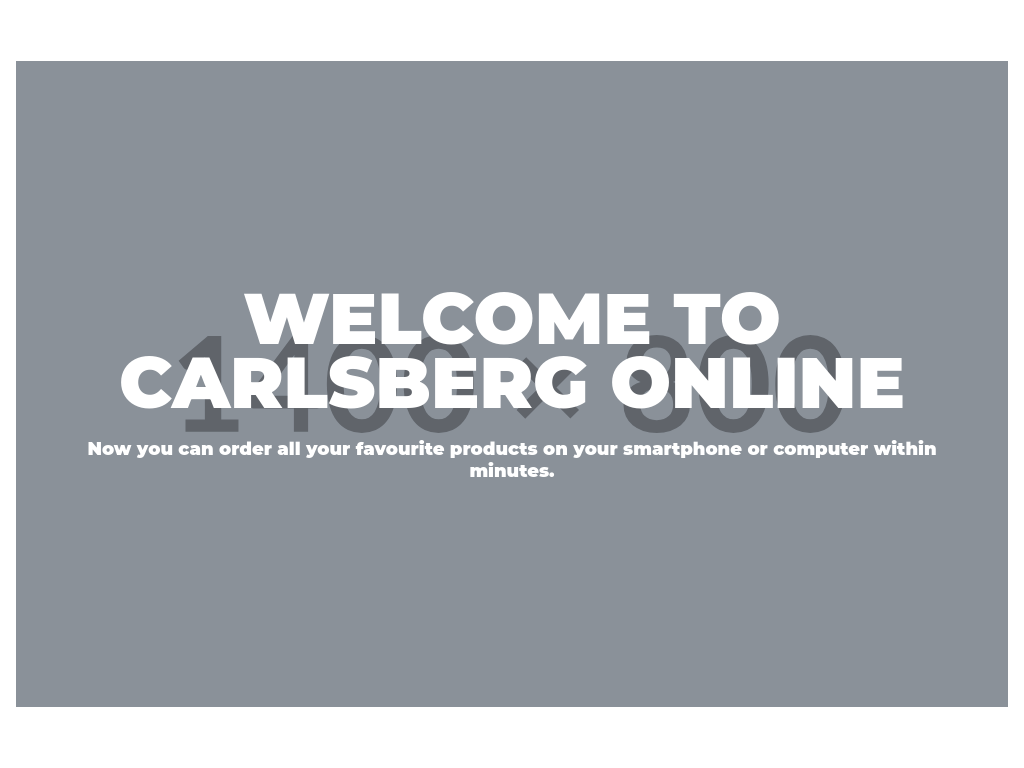 WELCOME TO
CARLSBERG ONLINE
1400 × 800
Now you can order all your favourite products on your smartphone or computer within
minutes.